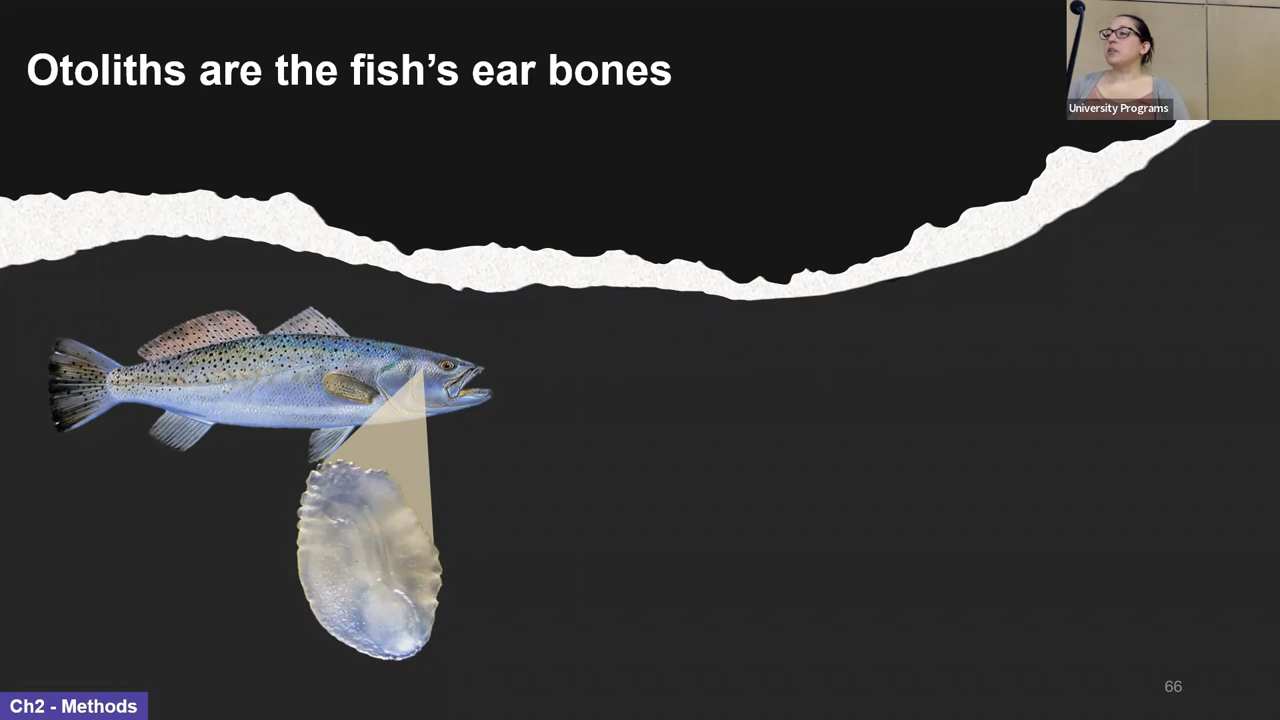 Otoliths are the fish’s ear bones
University Programs
66
Ch2 - Methods